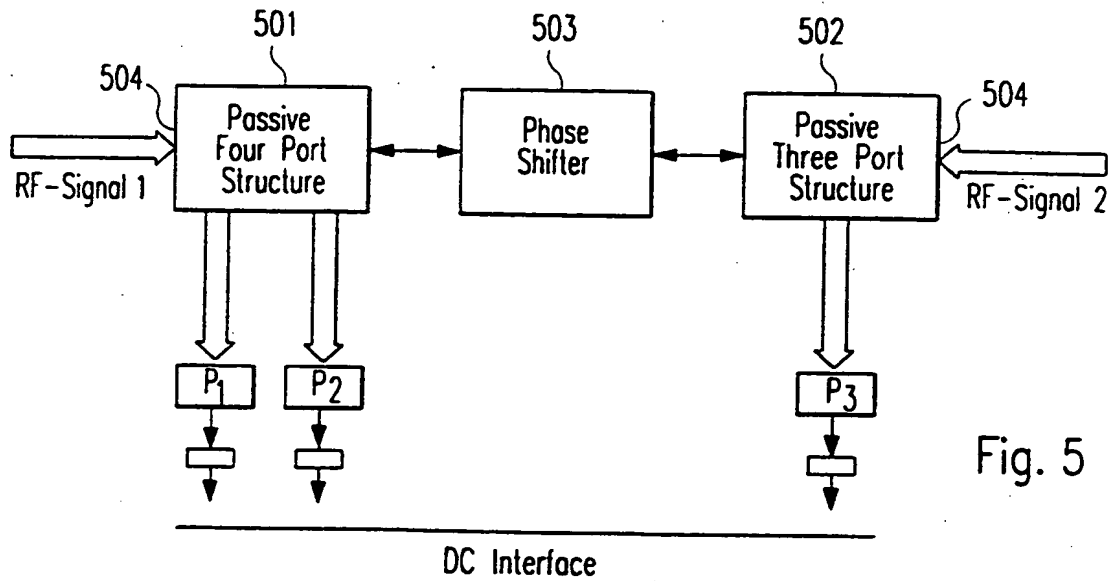 501
503
502
504
504
Passive
Four Port
Structure
Phase
Shifter
Passive
Three Port
Structure
RF-Signal 1
RF-Signal 2
P1
P2
P3
Fig. 5
DC Interface